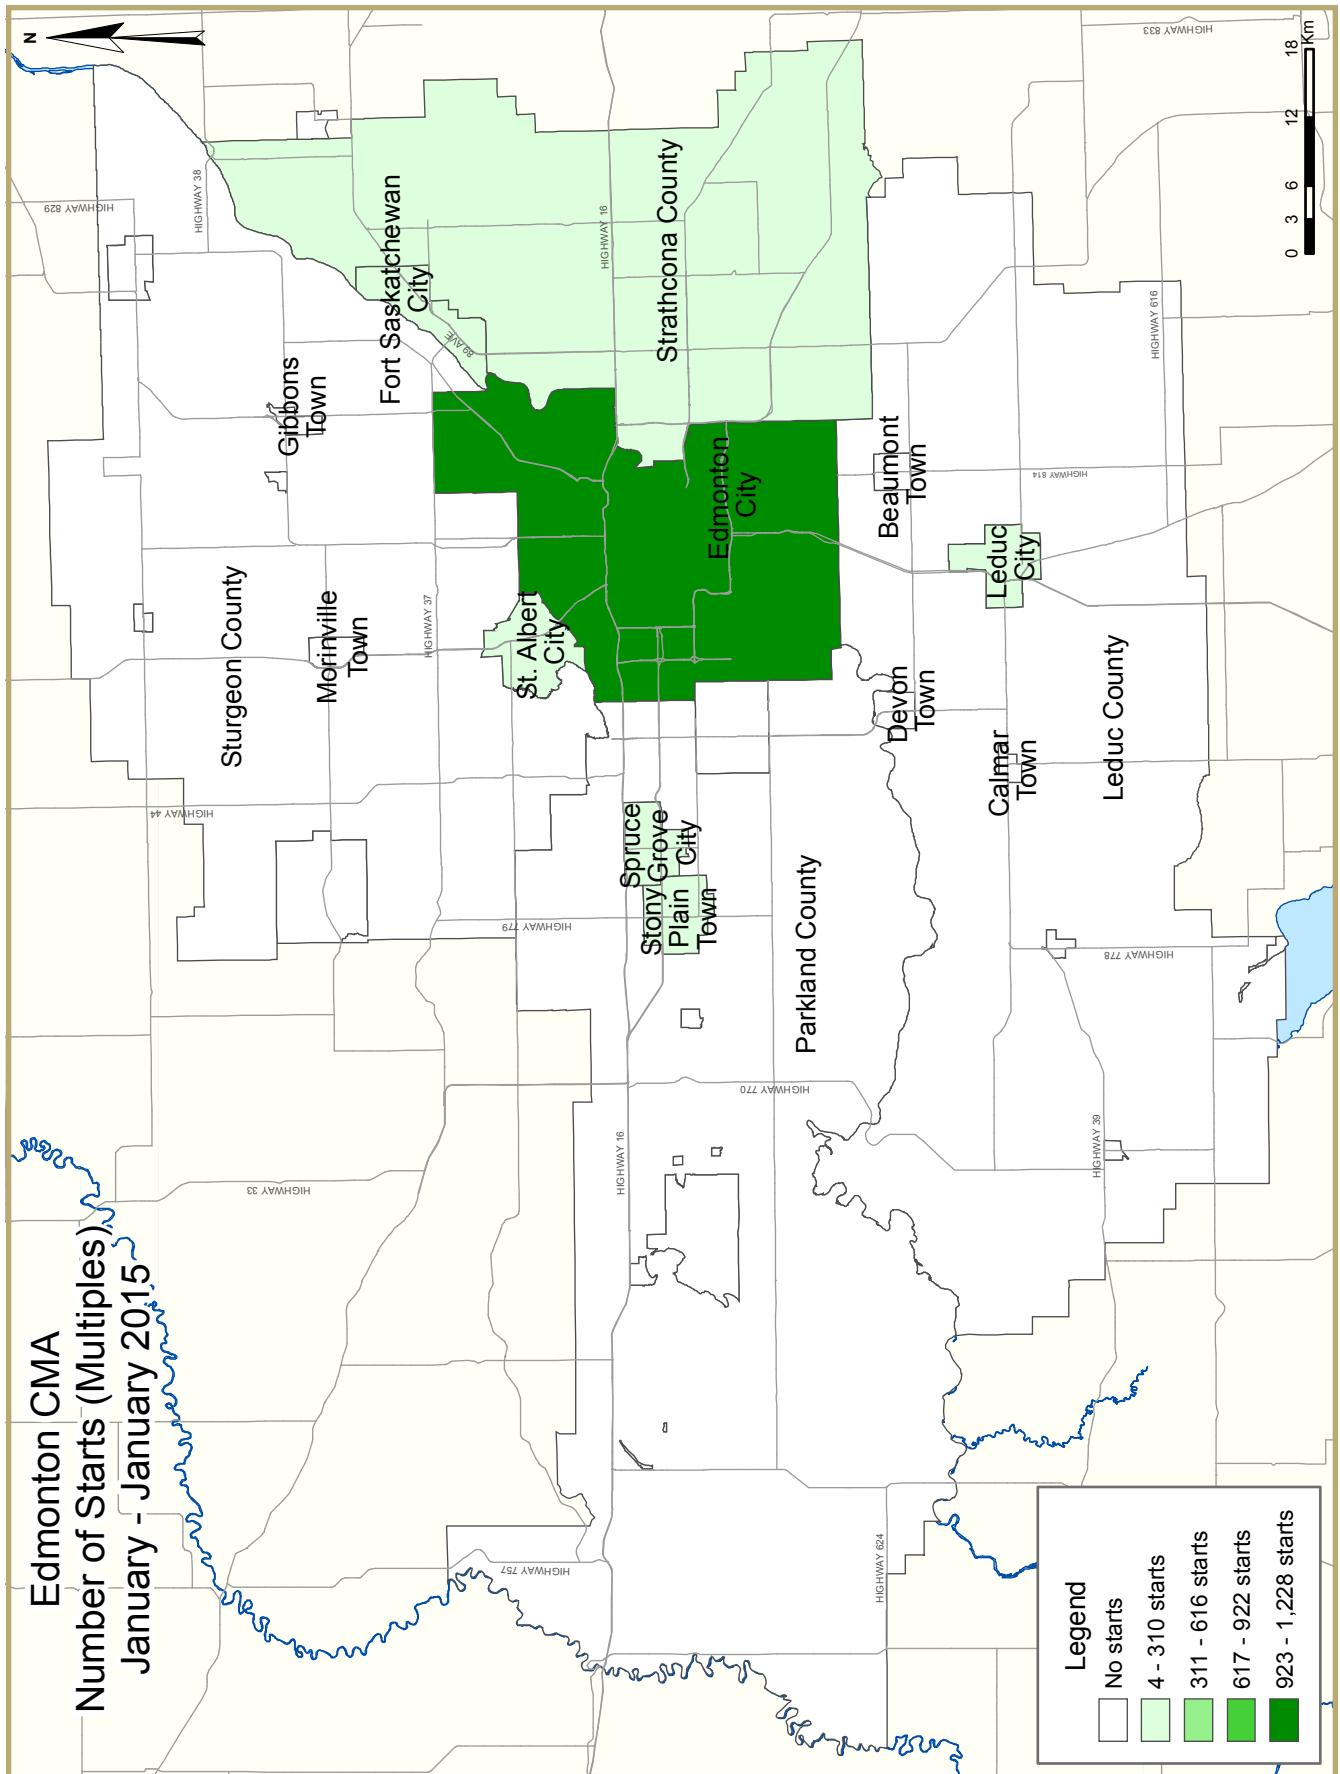 Edmonton CMA
Number of Starts (Multiples)
January - January 2015
N
HIGHWAY 833
HIGHWAY 829
HIGHWAY 38
HIGHWAY 16
HIGHWAY 44
HIGHWAY 37
HIGHWAY 779
HIGHWAY 33
HIGHWAY 757
HIGHWAY 16
HIGHWAY 770
HIGHWAY 624
HIGHWAY 39
HIGHWAY 778
HIGHWAY 814
HIGHWAY 616
89 AVE
Sturgeon County
Gibbons
Town
Morinville
Town
Fort Saskatchewan
City
St. Albert
City
Strathcona County
Edmonton
City
Spruce
Grove
City
Stony
Plain
Town
Parkland County
Beaumont
Town
Devon
Town
Leduc
City
Calmar
Town
Leduc County
Legend
No starts
4 - 310 starts
311 - 616 starts
617 - 922 starts
923 - 1,228 starts
0 3 6 12 18
Km